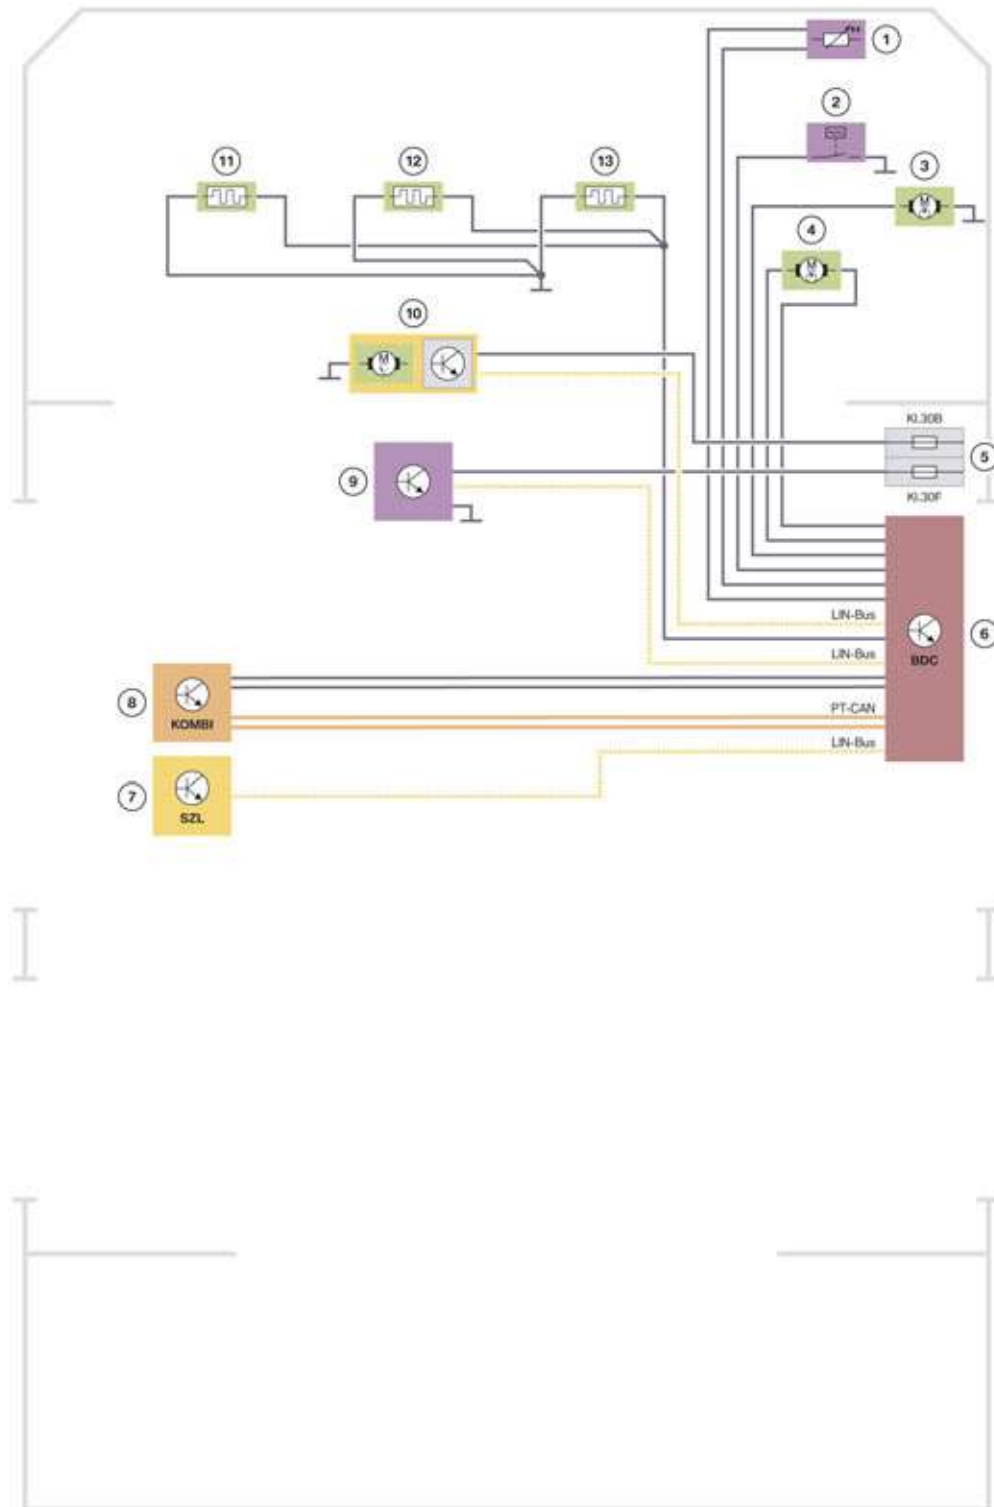 1
2
11
12
13
3
M
4
M
10
M
Kl.30B
5
9
Kl.30F
LIN-Bus
6
BDC
LIN-Bus
8
KOMBI
PT-CAN
LIN-Bus
7
SZL